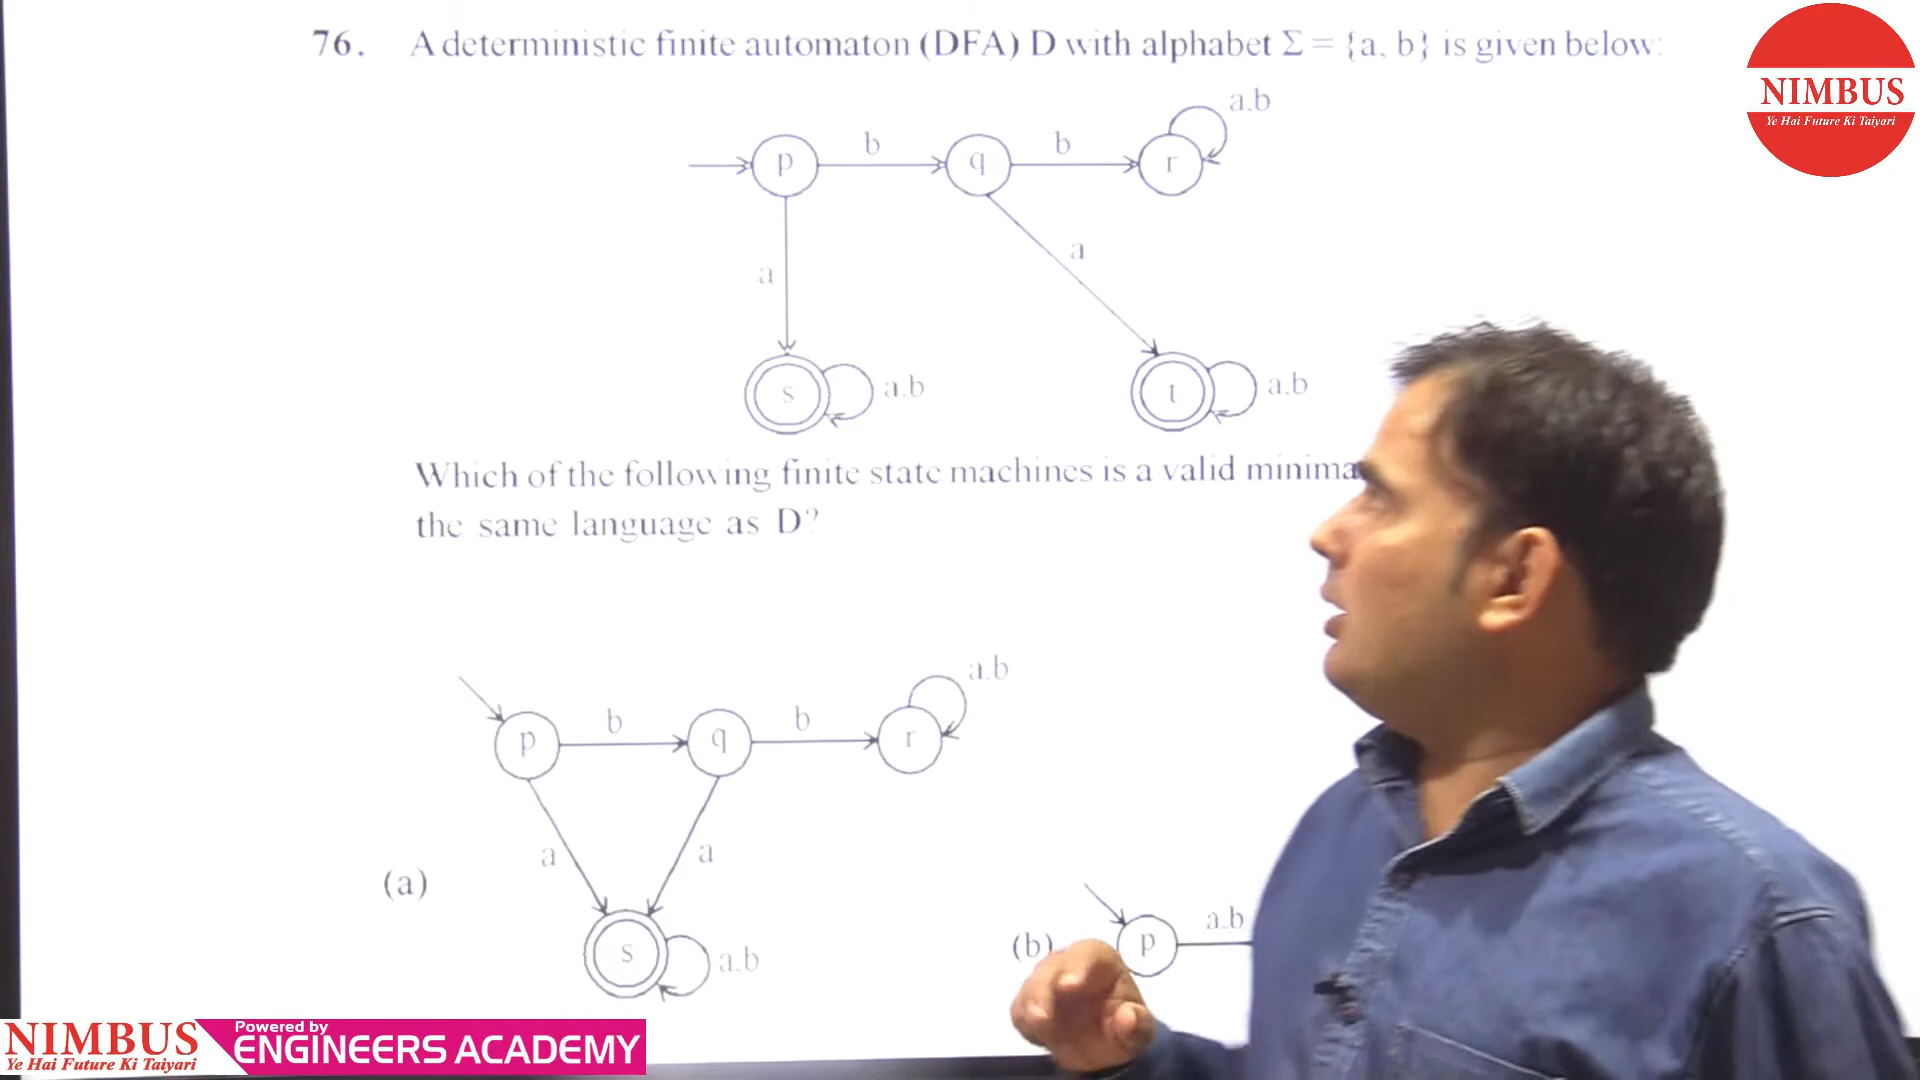 76. A deterministic finite automaton (DFA) D with alphabet Σ = {a, b} is given below:
NIMBUS
Ye Hai Future Ki Taiyari
a.b
p b q b r
a
a
s a.b t a.b
Which of the following finite state machines is a valid
the same language as D?
a.b
p b q b r
a a
(a)
s a.b
(b) p a.b
NIMBUS
Ye Hai Future Ki Taiyari
Powered by
ENGINEERS ACADEMY